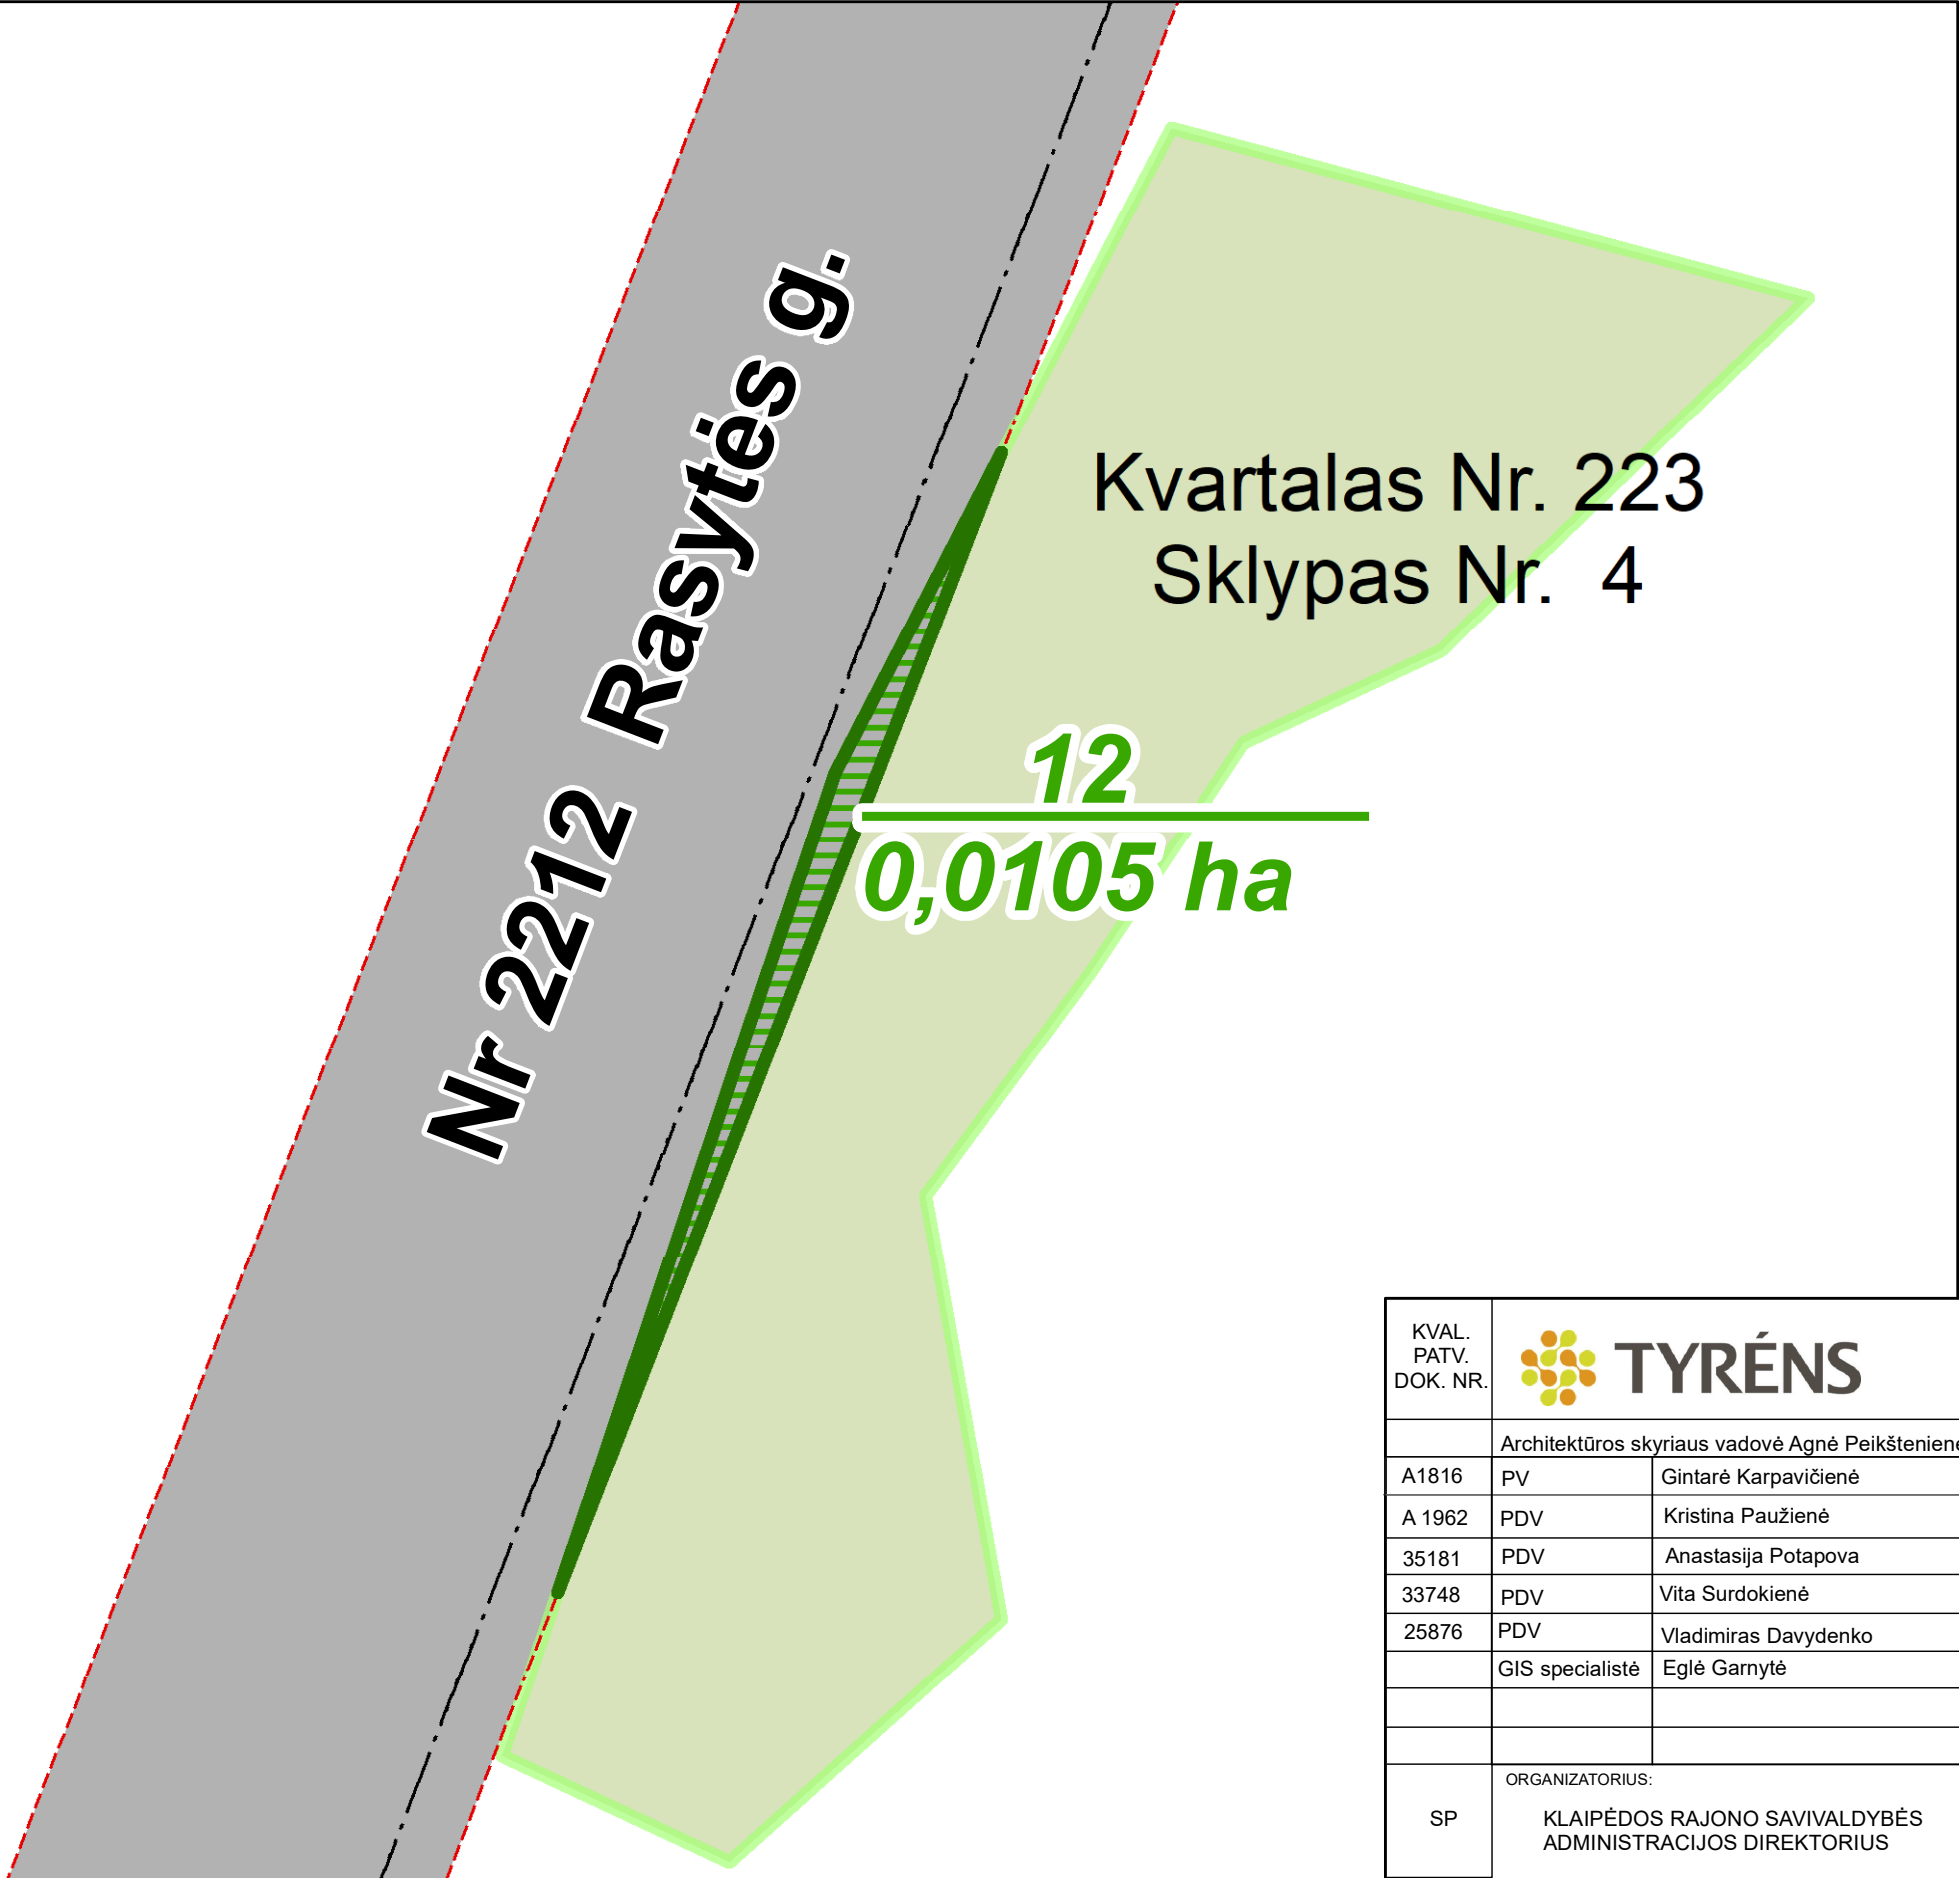 Nr 2212 Rasytės g.
Kvartalas Nr. 223
Sklypas Nr. 4
12
0,0105 ha
KVAL.
PATV.
DOK. NR.
TYRÉNS
Architektūros skyriaus vadovė Agnė Peikštenienė
A1816 PV Gintarė Karpavičienė
A 1962 PDV Kristina Paužienė
35181 PDV Anastasija Potapova
33748 PDV Vita Surdokienė
25876 PDV Vladimiras Davydenko
GIS specialistė Eglė Garnytė
SP
ORGANIZATORIUS:
KLAIPĖDOS RAJONO SAVIVALDYBĖS
ADMINISTRACIJOS DIREKTORIUS